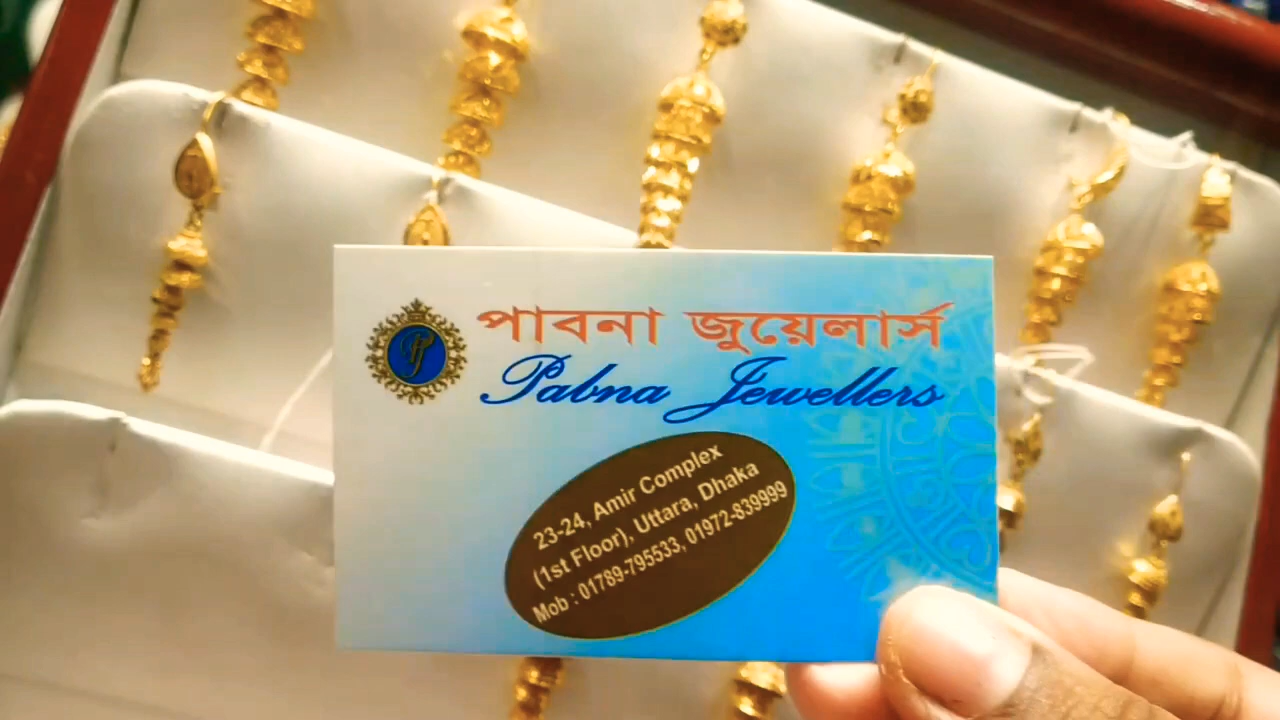 পাবনা জুয়েলার্স
Pabna Jewellers
23-24, Amir Complex
(1st Floor), Uttara, Dhaka
Mob : 01789-795533, 01972-839999